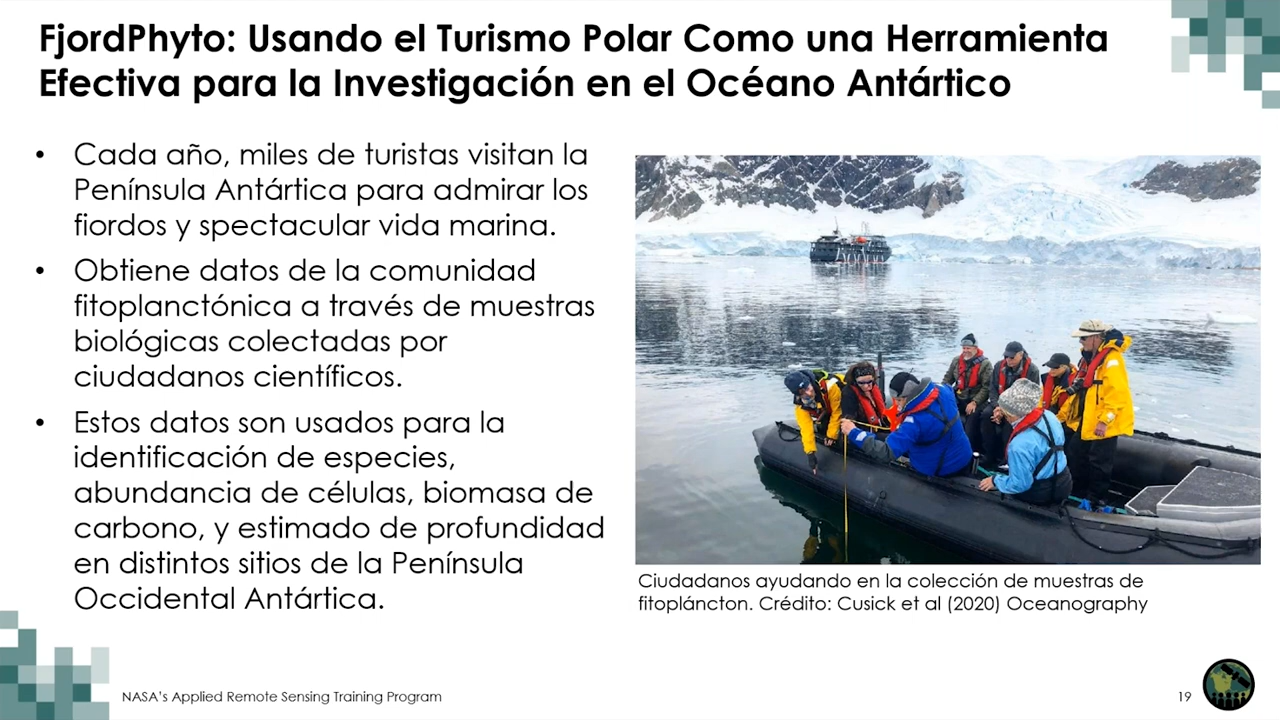 FjordPhyto: Usando el Turismo Polar Como una Herramienta
Efectiva para la Investigación en el Océano Antártico
• Cada año, miles de turistas visitan la
Península Antártica para admirar los
fiordos y spectacular vida marina.
• Obtiene datos de la comunidad
fitoplanctónica a través de muestras
biológicas colectadas por
ciudadanos científicos.
• Estos datos son usados para la
identificación de especies,
abundancia de células, biomasa de
carbono, y estimado de profundidad
en distintos sitios de la Península
Occidental Antártica.
Ciudadanos ayudando en la colección de muestras de
fitopláncton. Crédito: Cusick et al (2020) Oceanography
NASA's Applied Remote Sensing Training Program
19